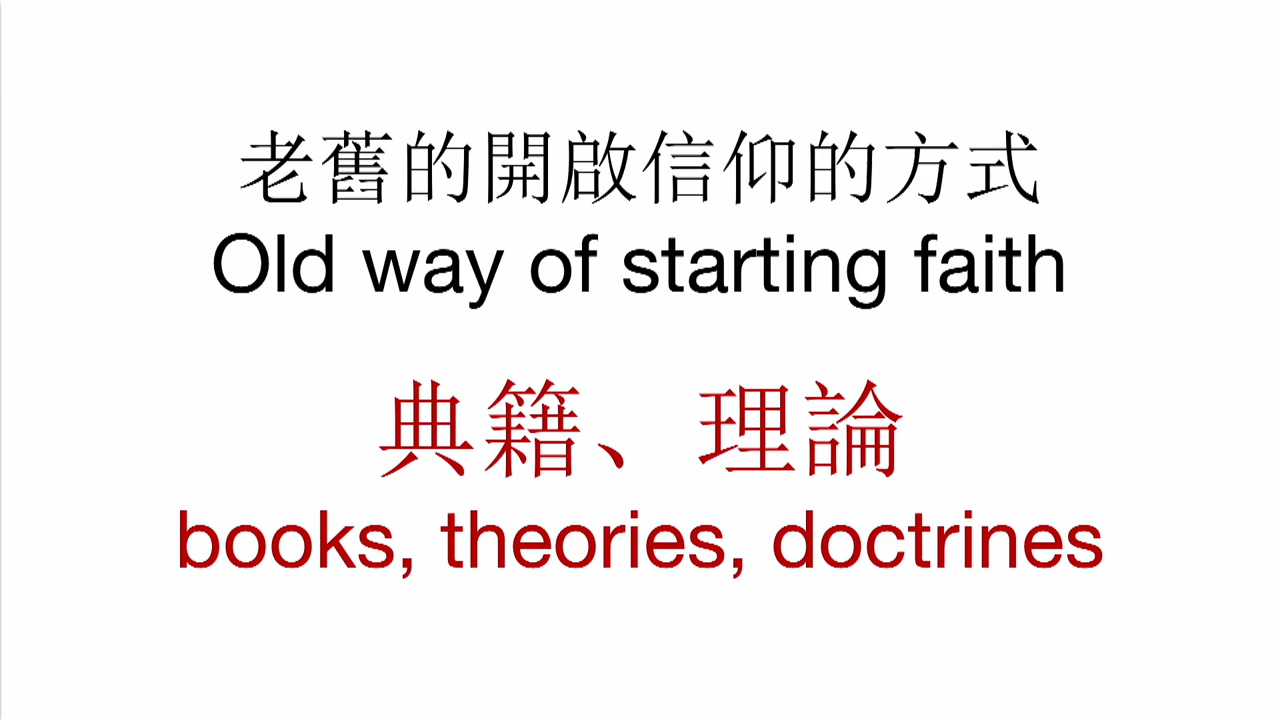 老舊的開啟信仰的方式
Old way of starting faith
典籍、理論
books, theories, doctrines